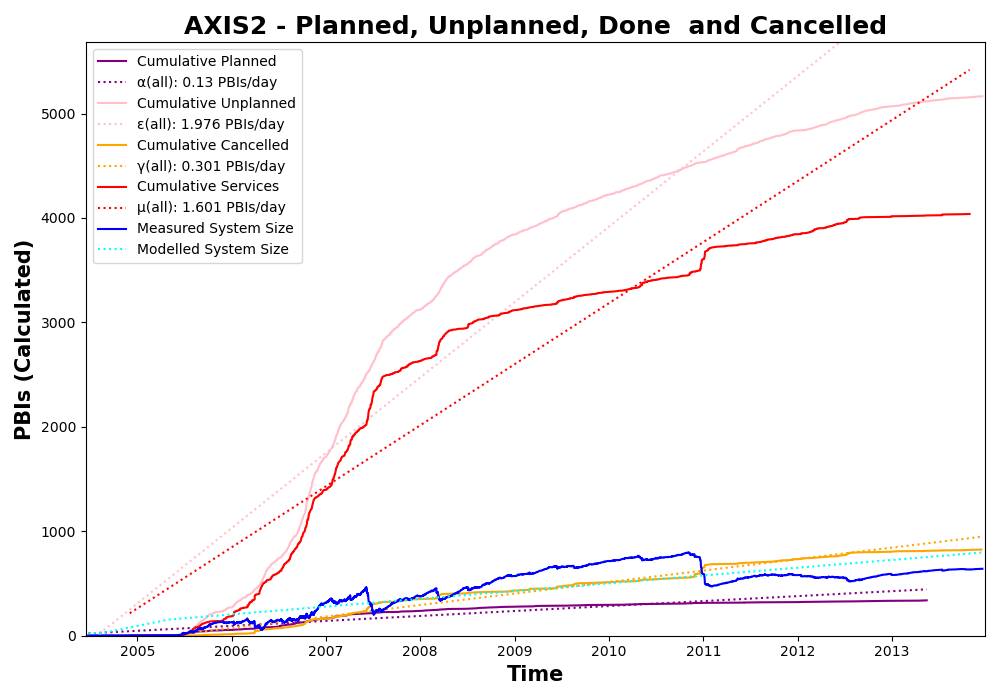 AXIS2 - Planned, Unplanned, Done  and Cancelled
Cumulative Planned
α(all): 0.13 PBIs/day
Cumulative Unplanned
ε(all): 1.976 PBIs/day
Cumulative Cancelled
γ(all): 0.301 PBIs/day
Cumulative Services
μ(all): 1.601 PBIs/day
Measured System Size
Modelled System Size
PBIs (Calculated)
5000
4000
3000
2000
1000
0
2005 2006 2007 2008 2009 2010 2011 2012 2013
Time